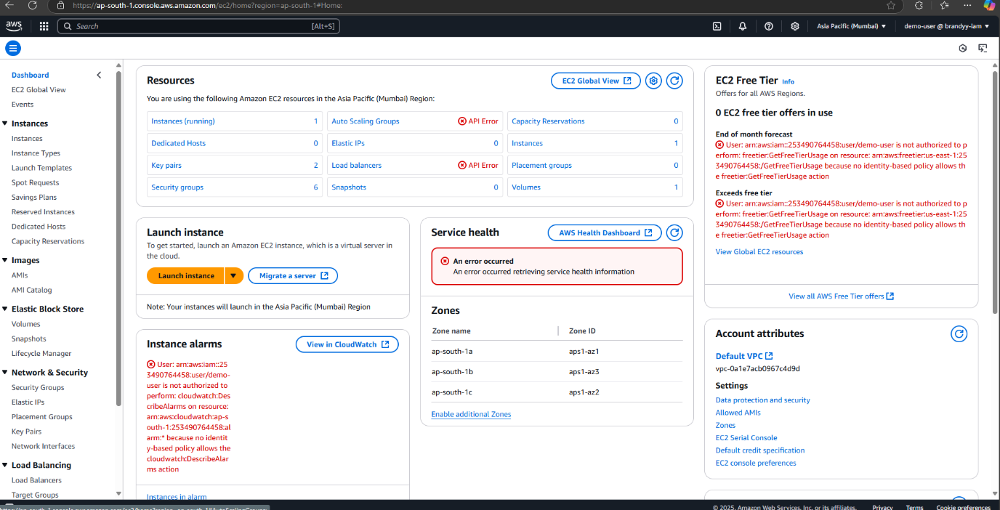 https://ap-south-1.console.aws.amazon.com/ec2/home?region=ap-south-1#Home:
aws
Search
[Alt+S]
Asia Pacific (Mumbai)
demo-user @ brandyy-iam
Dashboard
EC2 Global View
Events
Instances
Instances
Instance Types
Launch Templates
Spot Requests
Savings Plans
Reserved Instances
Dedicated Hosts
Capacity Reservations
Images
AMIs
AMI Catalog
Elastic Block Store
Volumes
Snapshots
Lifecycle Manager
Network & Security
Security Groups
Elastic IPs
Placement Groups
Key Pairs
Network Interfaces
Load Balancing
Load Balancers
Target Groups
Resources
EC2 Global View
You are using the following Amazon EC2 resources in the Asia Pacific (Mumbai) Region:
Instances (running) 1
Auto Scaling Groups API Error
Capacity Reservations 0
Dedicated Hosts 0
Elastic IPs 0
Instances 1
Key pairs 2
Load balancers API Error
Placement groups 0
Security groups 6
Snapshots 0
Volumes 1
Launch instance
To get started, launch an Amazon EC2 instance, which is a virtual server in
the cloud.
Launch instance
Migrate a server
Note: Your instances will launch in the Asia Pacific (Mumbai) Region
Instance alarms
View in CloudWatch
User: arn:aws:iam::25
3490764458:user/demo-
user is not authorized to
perform: cloudwatch:Des
cribeAlarms on resource:
arn:aws:cloudwatch:ap-s
outh-1:253490764458:al
arm:* because no identit
y-based policy allows the
cloudwatch:DescribeAlar
ms action
Instances in alarm
Service health
AWS Health Dashboard
An error occurred
An error occurred retrieving service health information
Zones
Zone name Zone ID
ap-south-1a aps1-az1
ap-south-1b aps1-az3
ap-south-1c aps1-az2
Enable additional Zones
EC2 Free Tier Info
Offers for all AWS Regions.
0 EC2 free tier offers in use
End of month forecast
User: arn:aws:iam::253490764458:user/demo-user is not authorized to p
erform: freetier:GetFreeTierUsage on resource: arn:aws:freetier:us-east-1:25
3490764458:/GetFreeTierUsage because no identity-based policy allows th
e freetier:GetFreeTierUsage action
Exceeds free tier
User: arn:aws:iam::253490764458:user/demo-user is not authorized to p
erform: freetier:GetFreeTierUsage on resource: arn:aws:freetier:us-east-1:25
3490764458:/GetFreeTierUsage because no identity-based policy allows th
e freetier:GetFreeTierUsage action
View Global EC2 resources
View all AWS Free Tier offers
Account attributes
Default VPC
vpc-0a1e7acb0967c4d9d
Settings
Data protection and security
Allowed AMIs
Zones
EC2 Serial Console
Default credit specification
EC2 console preferences
© 2025, Amazon Web Services, Inc. or its affiliates.
Privacy
Terms
Cookie preferences